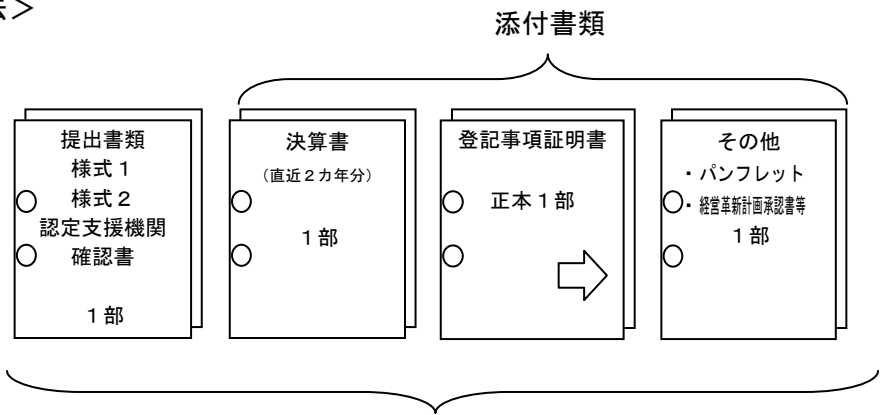 法＞
添付書類
提出書類
様式１
様式２
認定支援機関
確認書
１部
決算書
（直近２カ年分）
１部
登記事項証明書
正本１部
その他
・パンフレット
・経営革新計画承認書等
１部